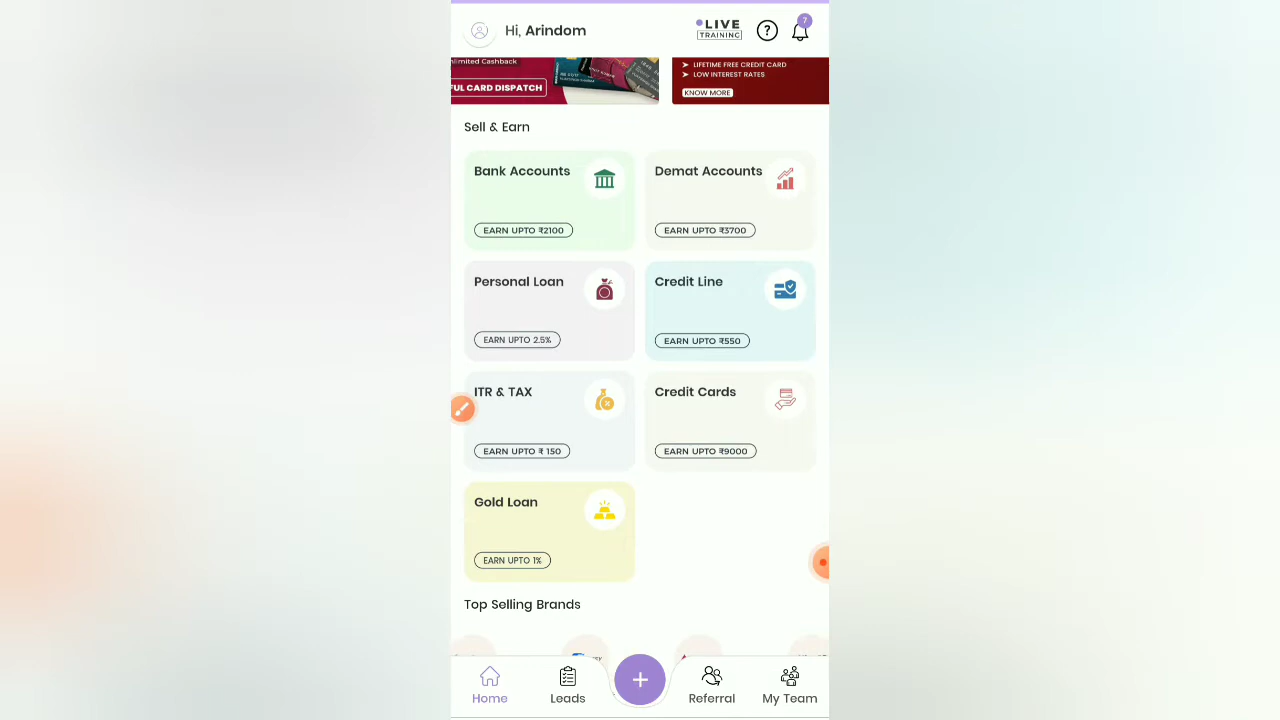 Hi, Arindom
LIVE
TRAINING
?
7
nlimited Cashback
FUL CARD DISPATCH
LIFETIME FREE CREDIT CARD
LOW INTEREST RATES
KNOW MORE
Sell & Earn
Bank Accounts
EARN UPTO ₹2100
Demat Accounts
EARN UPTO ₹3700
Personal Loan
EARN UPTO 2.5%
Credit Line
EARN UPTO ₹550
ITR & TAX
EARN UPTO ₹ 150
Credit Cards
EARN UPTO ₹9000
Gold Loan
EARN UPTO 1%
Top Selling Brands
+
Home
Leads
Referral
My Team